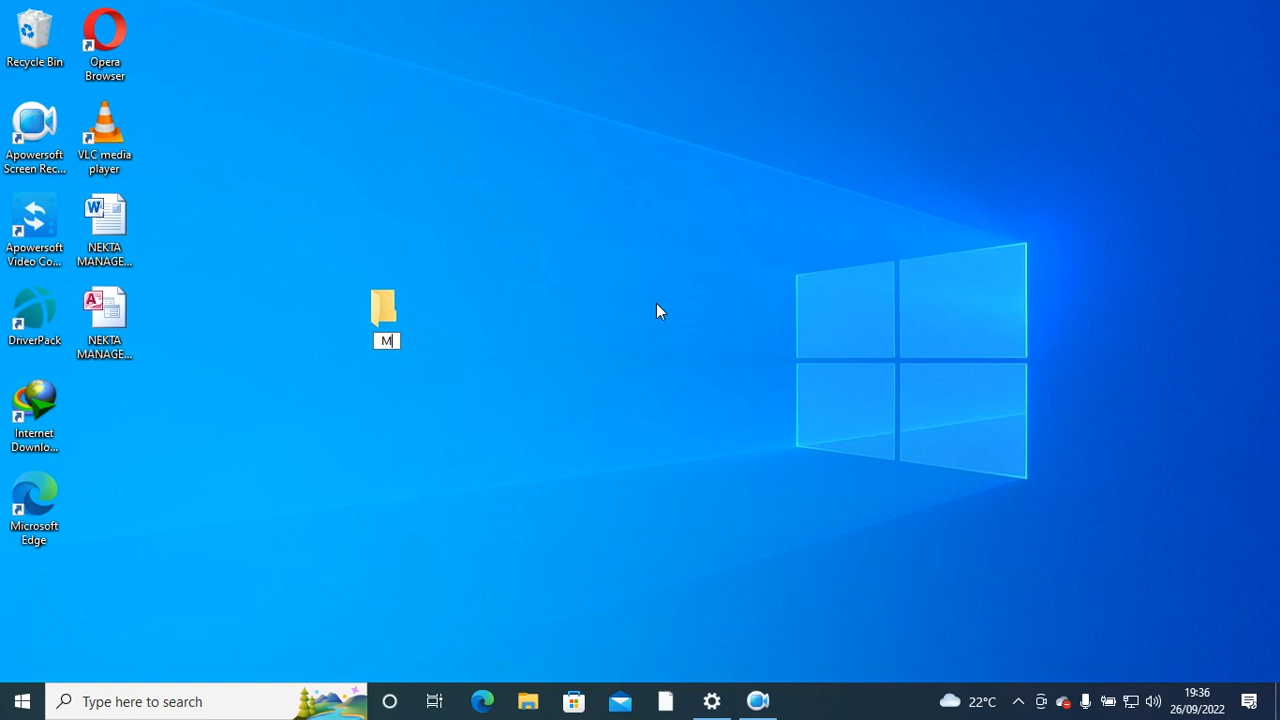 Recycle Bin
Opera
Browser
Apowersoft
Screen Rec...
VLC media
player
Apowersoft
Video Co...
NEKTA
MANAGE...
DriverPack
NEKTA
MANAGE...
Internet
Downlo...
Microsoft
Edge
M
Type here to search
22°C
19:36
26/09/2022